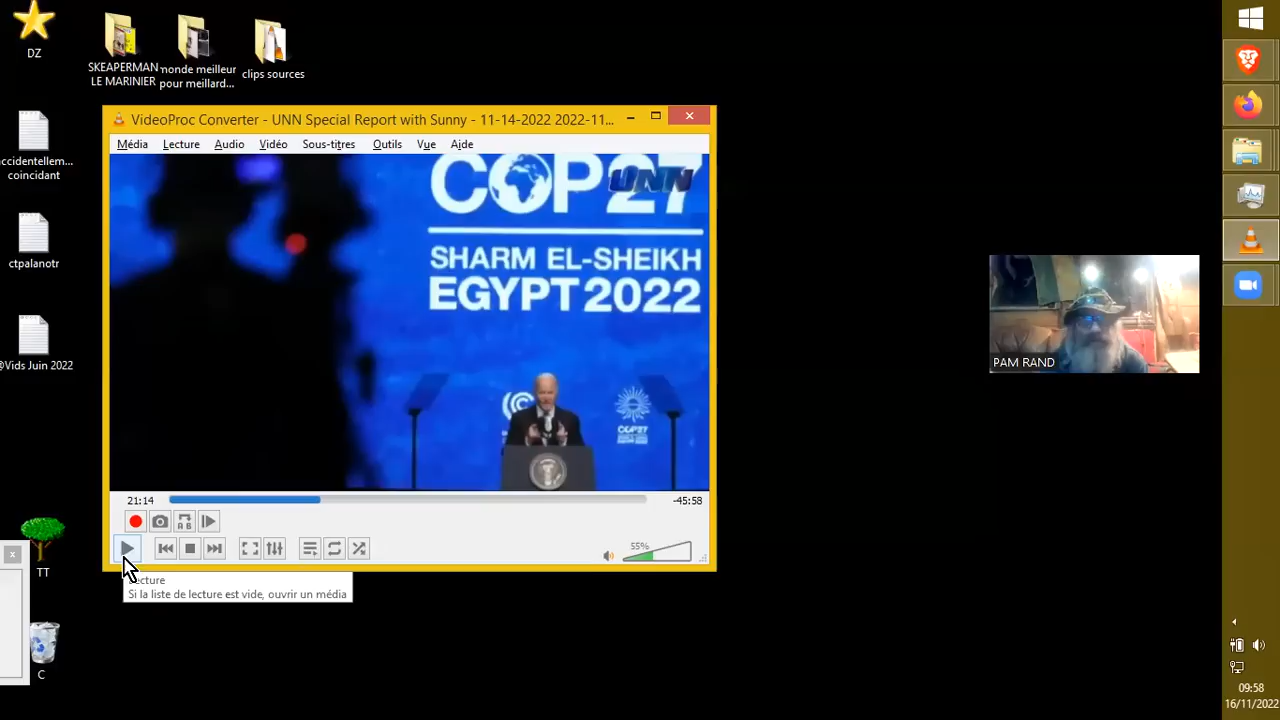 DZ
SKEAPERMAN
LE MARINIER
monde meilleur
pour meillard...
clips sources
accidentellem...
coincidant
ctpalanotr
@Vids Juin 2022
TT
C
VideoProc Converter - UNN Special Report with Sunny - 11-14-2022 2022-11...
Média Lecture Audio Vidéo Sous-titres Outils Vue Aide
COP27
UNN
SHARM EL-SHEIKH
EGYPT 2022
COP27
21:14
-45:58
55%
Lecture
Si la liste de lecture est vide, ouvrir un média
PAM RAND
09:58
16/11/2022